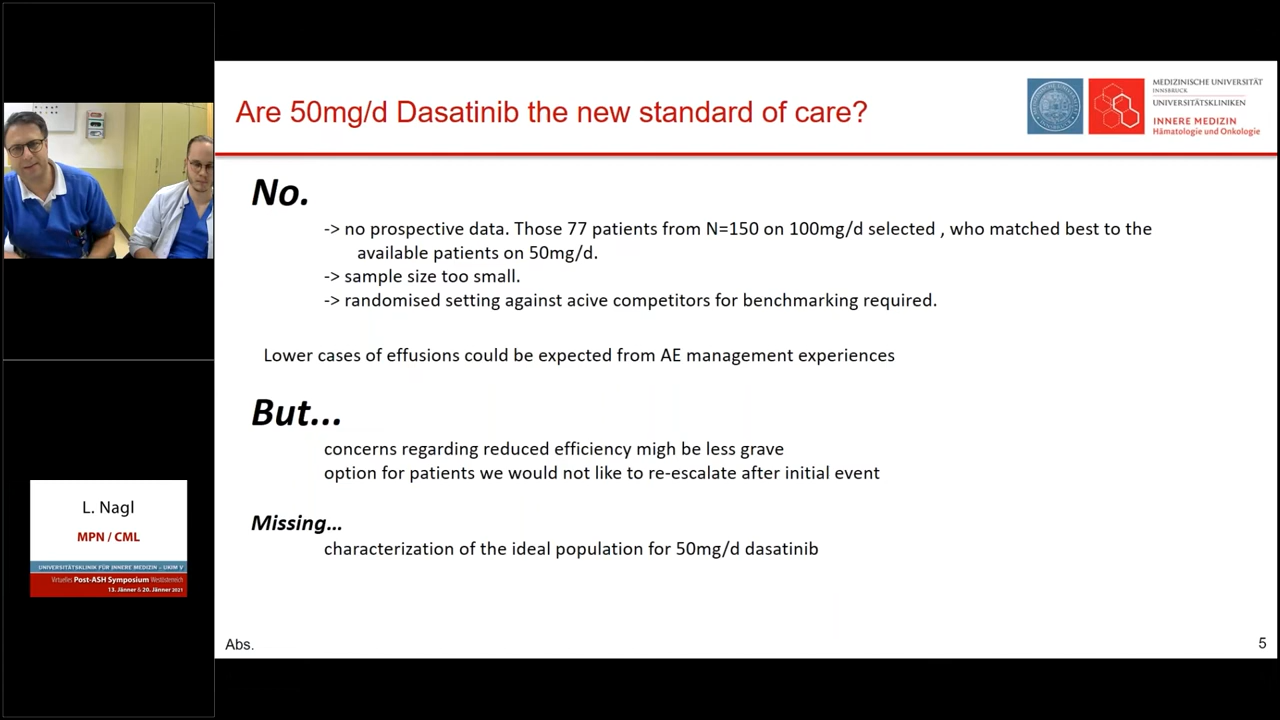 Are 50mg/d Dasatinib the new standard of care?
MEDIZINISCHE UNIVERSITÄT
INNSBRUCK
UNIVERSITÄTSKLINIKEN
INNERE MEDIZIN
Hämatologie und Onkologie
No.
-> no prospective data. Those 77 patients from N=150 on 100mg/d selected , who matched best to the
available patients on 50mg/d.
-> sample size too small.
-> randomised setting against acive competitors for benchmarking required.
Lower cases of effusions could be expected from AE management experiences
But...
concerns regarding reduced efficiency migh be less grave
option for patients we would not like to re-escalate after initial event
Missing...
characterization of the ideal population for 50mg/d dasatinib
Abs.
5
L. Nagl
MPN / CML
UNIVERSITÄTSKLINIK FÜR INNERE MEDIZIN – UKIM V
Virtuelles Post-ASH Symposium Westösterreich
13. Jänner & 20. Jänner 2021